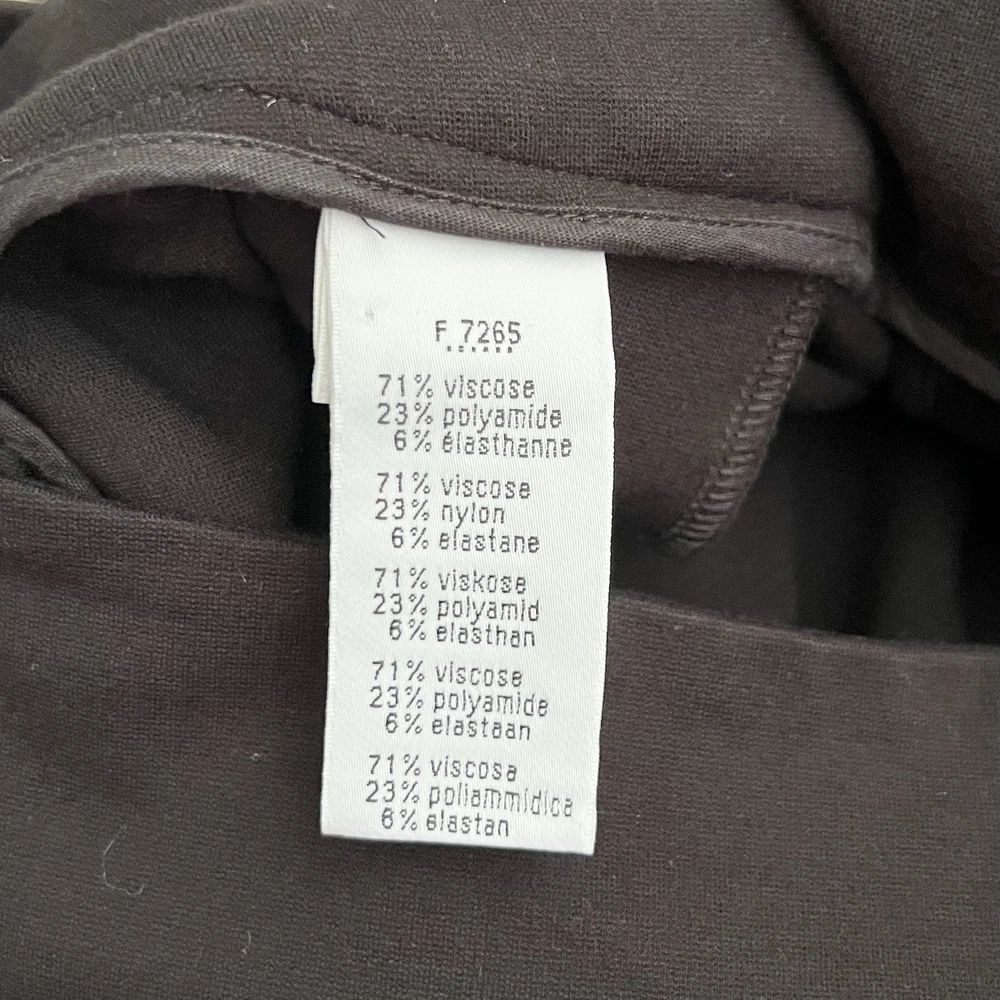 F. 7265
71% viscose
23% polyamide
6% élasthanne
71% viscose
23% nylon
6% elastane
71% viskose
23% polyamid
6% elasthan
71% viscose
23% polyamide
6% elastaan
71% viscosa
23% poliammidica
6% elastan